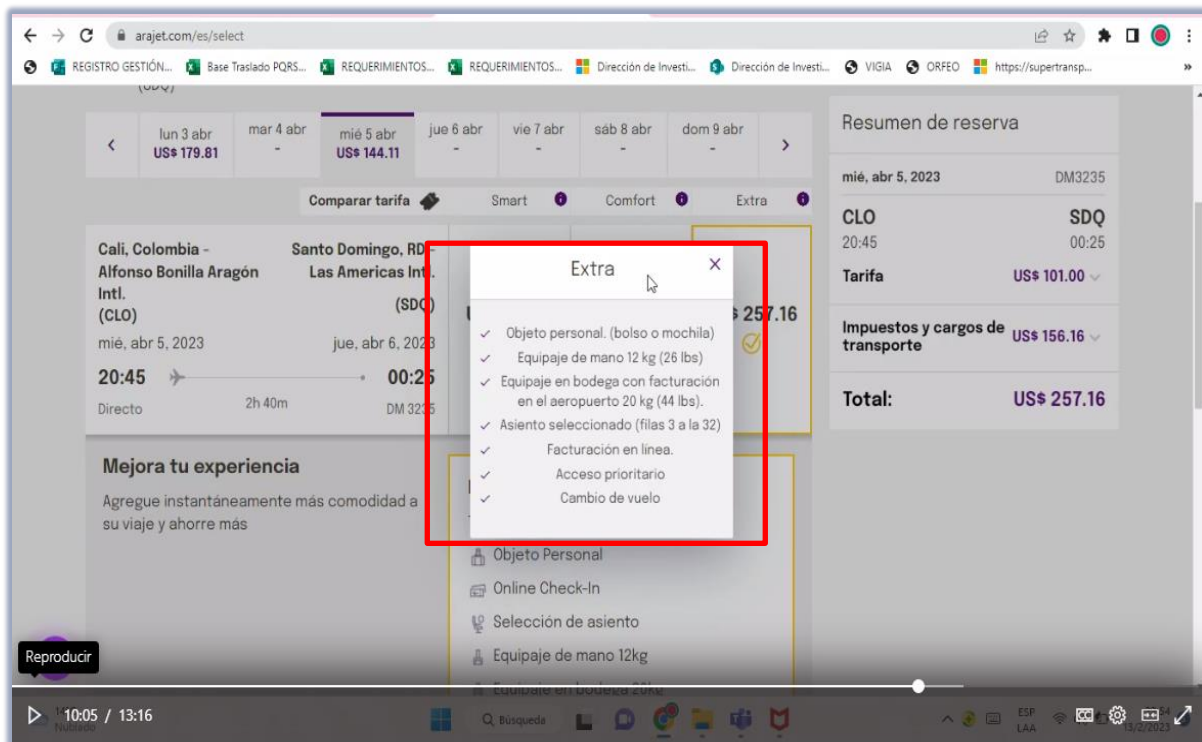 arajet.com/es/select
REGISTRO GESTIÓN... Base Traslado PQRS... REQUERIMIENTOS... REQUERIMIENTOS... Dirección de Investi... Dirección de Investi... VIGIA ORFEO https://supertransp... »
lun 3 abr mar 4 abr mié 5 abr jue 6 abr vie 7 abr sáb 8 abr dom 9 abr
US$ 179.81 - US$ 144.11 - - - -
Comparar tarifa Smart Comfort Extra
Cali, Colombia - Santo Domingo, RD -
Alfonso Bonilla Aragón Las Americas Intl.
Intl.
(CLO) (SDQ)
mié, abr 5, 2023 jue, abr 6, 2023
20:45 00:25
Directo 2h 40m DM 3235
257.16
Extra
Objeto personal. (bolso o mochila)
Equipaje de mano 12 kg (26 lbs)
Equipaje en bodega con facturación
en el aeropuerto 20 kg (44 lbs).
Asiento seleccionado (filas 3 a la 32)
Facturación en línea.
Acceso prioritario
Cambio de vuelo
Mejora tu experiencia
Agregue instantáneamente más comodidad a
su viaje y ahorre más
Objeto Personal
Online Check-In
Selección de asiento
Equipaje de mano 12kg
Equipaje en bodega 20kg
Resumen de reserva
mié, abr 5, 2023 DM3235
CLO SDQ
20:45 00:25
Tarifa US$ 101.00
Impuestos y cargos de US$ 156.16
transporte
Total: US$ 257.16
Reproducir
10:05 / 13:16
Búsqueda
ESP
LAA
13/2/2023